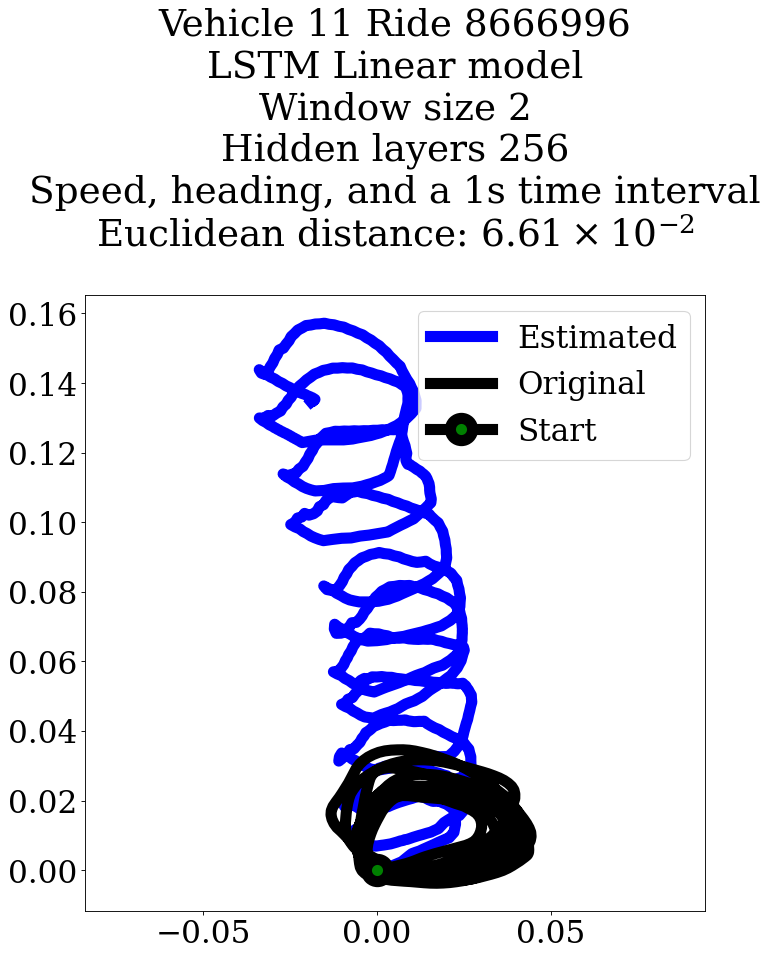 Vehicle 11 Ride 8666996
LSTM Linear model
Window size 2
Hidden layers 256
Speed, heading, and a 1s time interval
Euclidean distance: 6.61 × 10⁻²
0.16
0.14
0.12
0.10
0.08
0.06
0.04
0.02
0.00
Estimated
Original
Start
−0.05 0.00 0.05